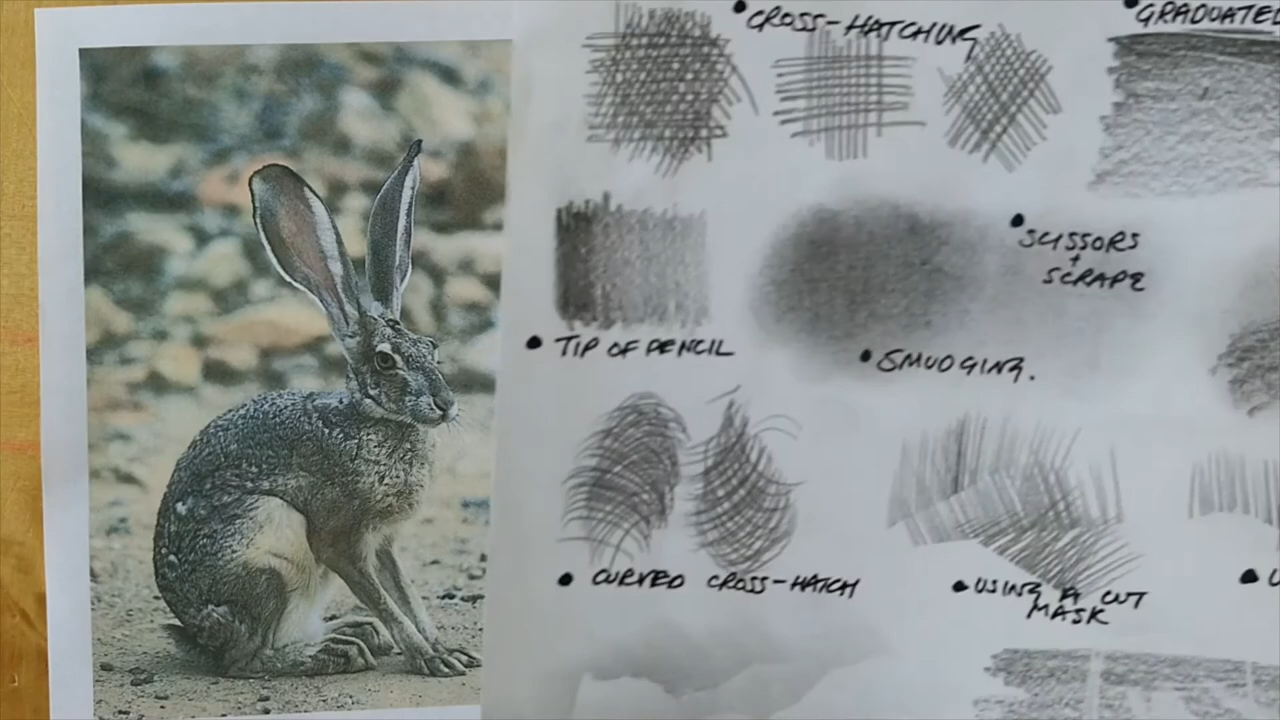 CROSS-HATCHING
GRADUATED
SCISSORS
+
SCRAPE
TIP OF PENCIL
SMUDGING.
CURVED CROSS-HATCH
USING A CUT
MASK